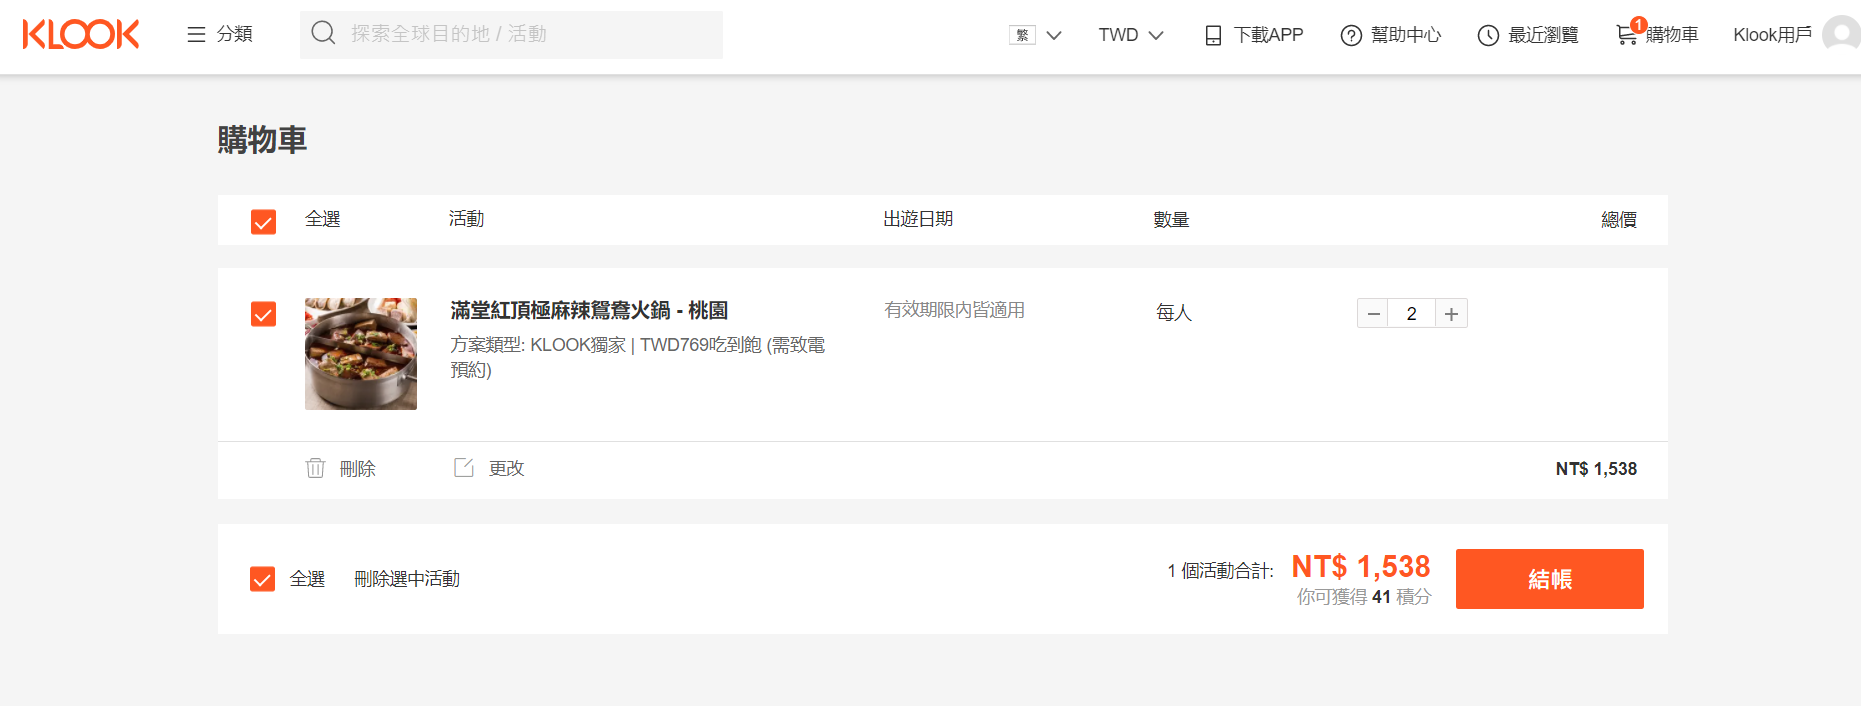 KLOOK
分類
探索全球目的地 / 活動
繁
TWD
下載APP
幫助中心
最近瀏覽
1
購物車
Klook用戶
購物車
全選
活動
出遊日期
數量
總價
滿堂紅頂極麻辣鴛鴦火鍋 - 桃園
方案類型: KLOOK獨家 | TWD769吃到飽 (需致電
預約)
有效期限內皆適用
每人
2
刪除
更改
NT$ 1,538
全選
刪除選中活動
1 個活動合計:
NT$ 1,538
你可獲得 41 積分
結帳